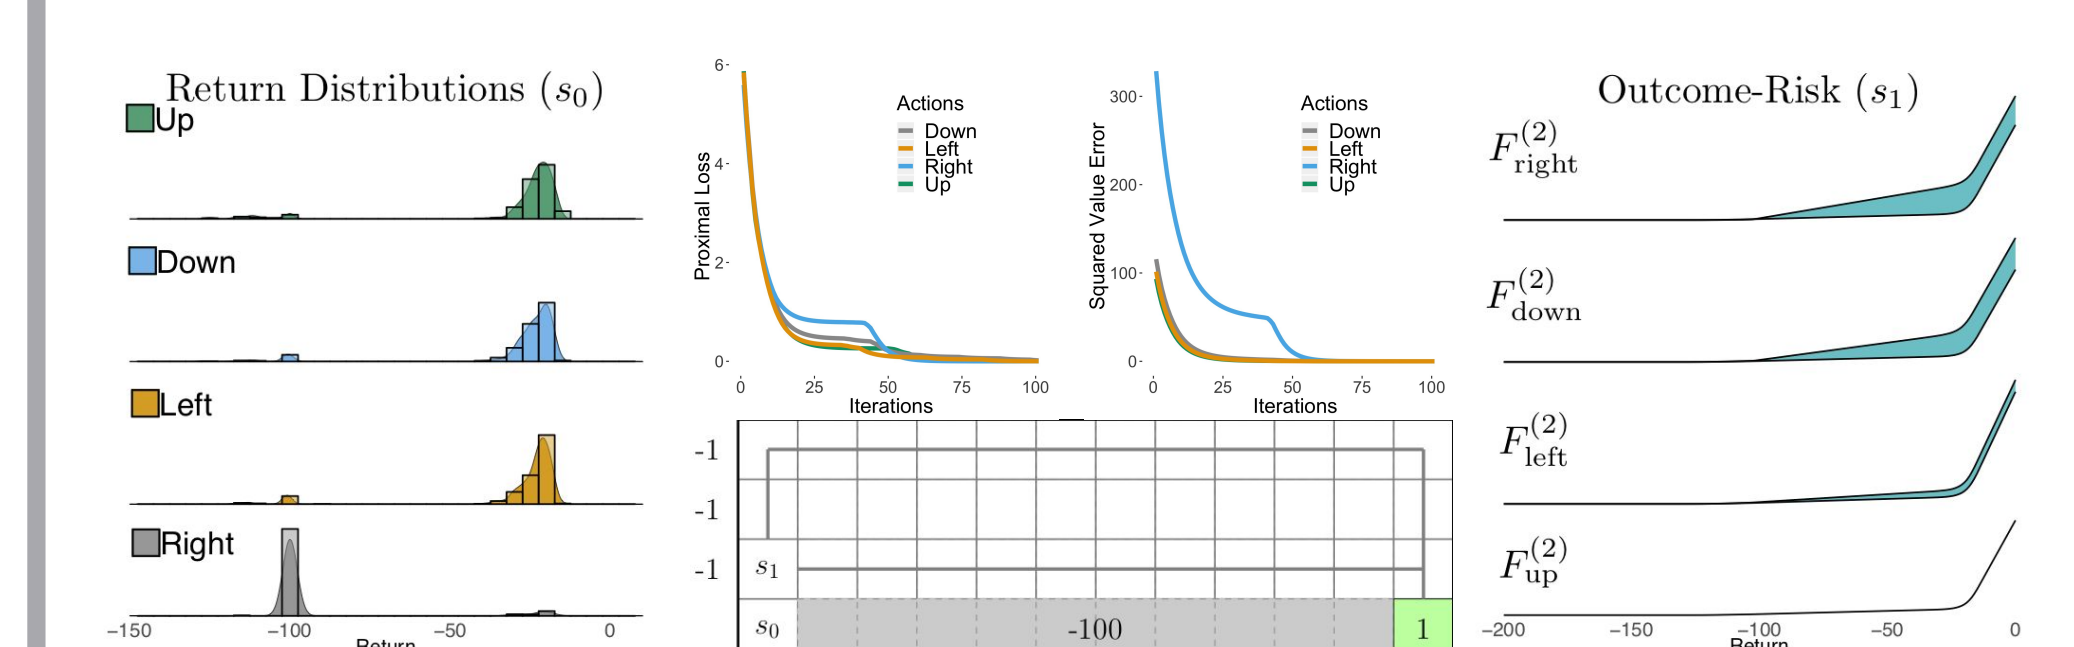 Return Distributions (s0)
Up
Down
Left
Right
−150 −100 −50 0
Return
Proximal Loss
6
4
2
0
Actions
Down
Left
Right
Up
0 25 50 75 100
Iterations
Squared Value Error
300
200
100
0
Actions
Down
Left
Right
Up
0 25 50 75 100
Iterations
-1
-1
-1 s1
s0 -100 1
Outcome-Risk (s1)
F(2)right
F(2)down
F(2)left
F(2)up
−200 −150 −100 −50 0
Return